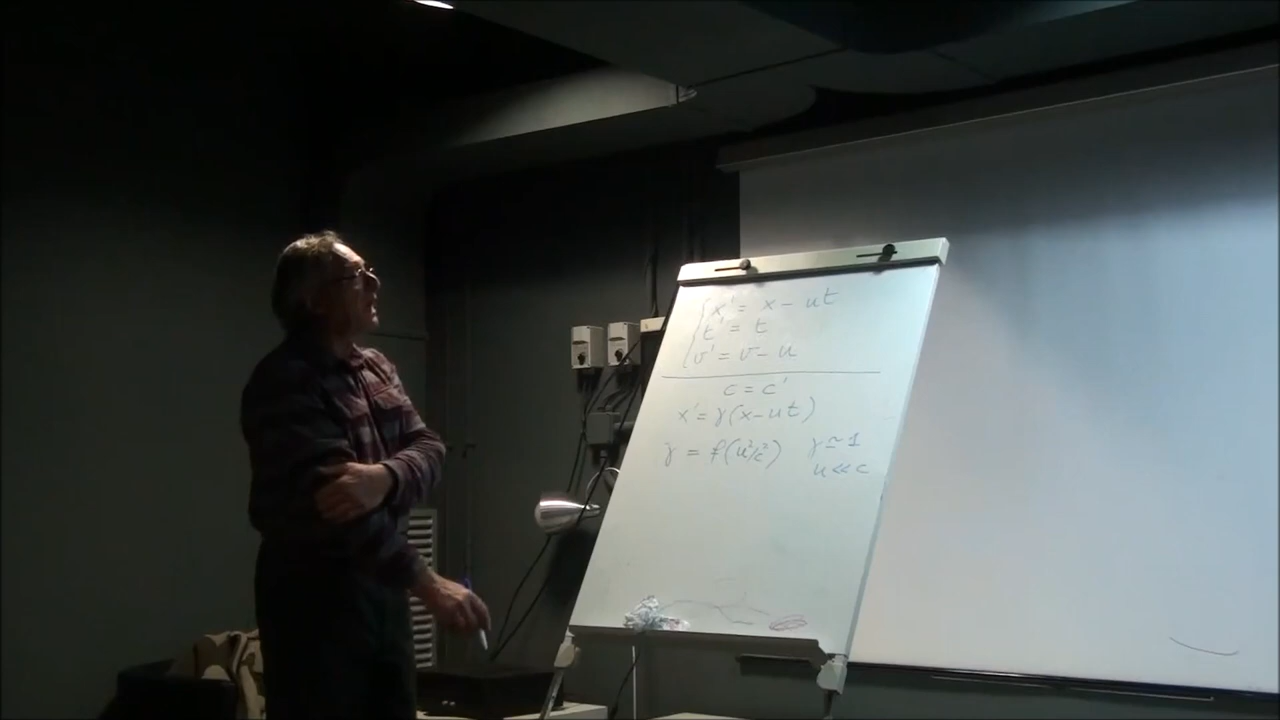 x' = x - ut
t' = t
v' = v - u
c = c'
x' = γ(x - ut)
γ = f(u²/c²) γ ≃ 1
u << c